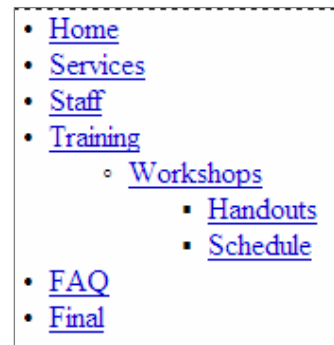 Home
Services
Staff
Training
Workshops
Handouts
Schedule
FAQ
Final